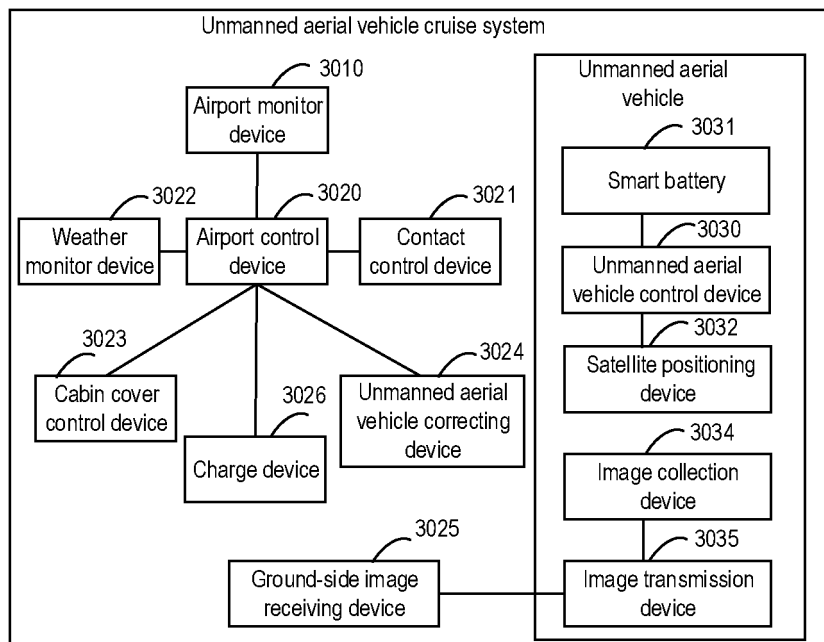 Unmanned aerial vehicle cruise system
3010
Airport monitor
device
3022
Weather
monitor device
3020
Airport control
device
3021
Contact
control device
3023
Cabin cover
control device
3026
Charge device
3024
Unmanned aerial
vehicle correcting
device
3025
Ground-side image
receiving device
Unmanned aerial
vehicle
3031
Smart battery
3030
Unmanned aerial
vehicle control device
3032
Satellite positioning
device
3034
Image collection
device
3035
Image transmission
device